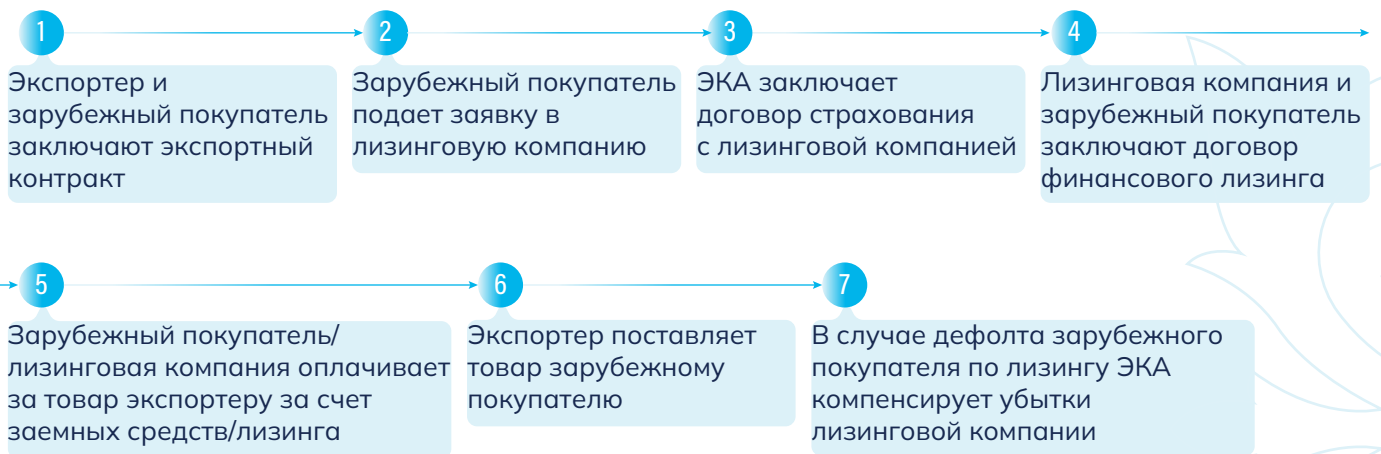 1
Экспортер и
зарубежный покупатель
заключают экспортный
контракт
2
Зарубежный покупатель
подает заявку в
лизинговую компанию
3
ЭКА заключает
договор страхования
с лизинговой компанией
4
Лизинговая компания и
зарубежный покупатель
заключают договор
финансового лизинга
5
Зарубежный покупатель/
лизинговая компания оплачивает
за товар экспортеру за счет
заемных средств/лизинга
6
Экспортер поставляет
товар зарубежному
покупателю
7
В случае дефолта зарубежного
покупателя по лизингу ЭКА
компенсирует убытки
лизинговой компании